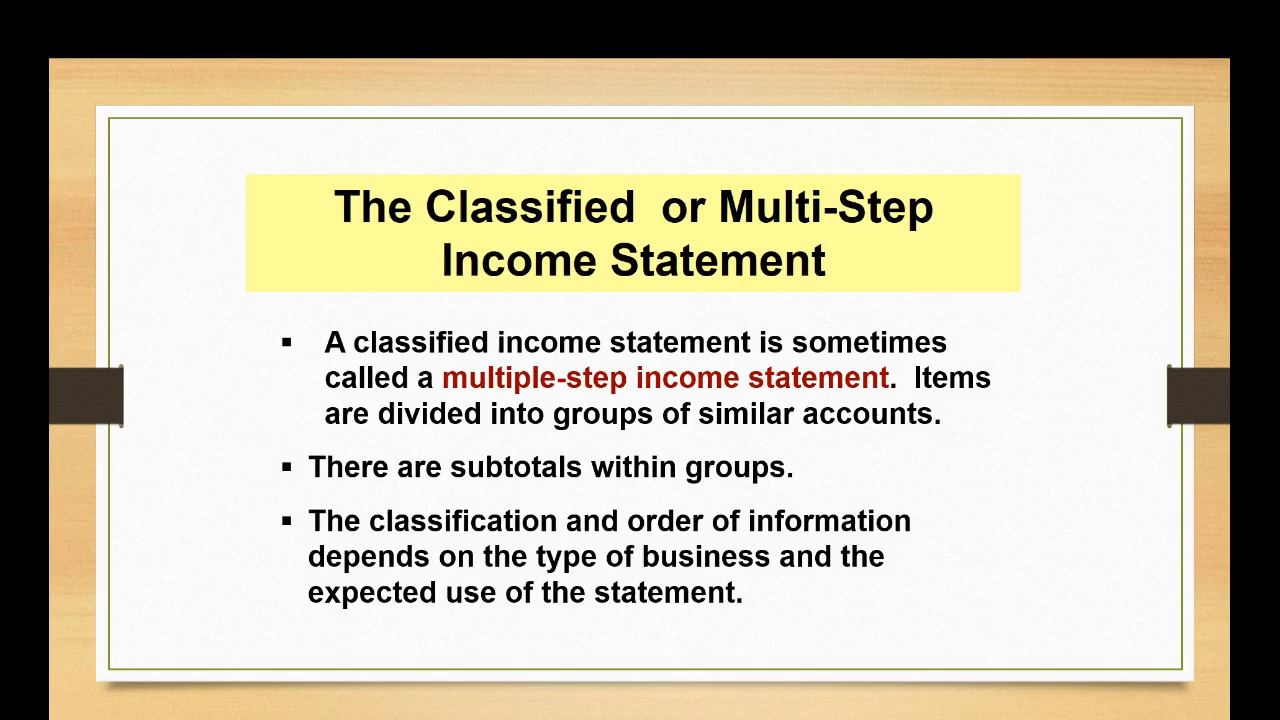 The Classified  or Multi-Step
Income Statement
▪ A classified income statement is sometimes
called a multiple-step income statement.  Items
are divided into groups of similar accounts.
▪ There are subtotals within groups.
▪ The classification and order of information
depends on the type of business and the
expected use of the statement.